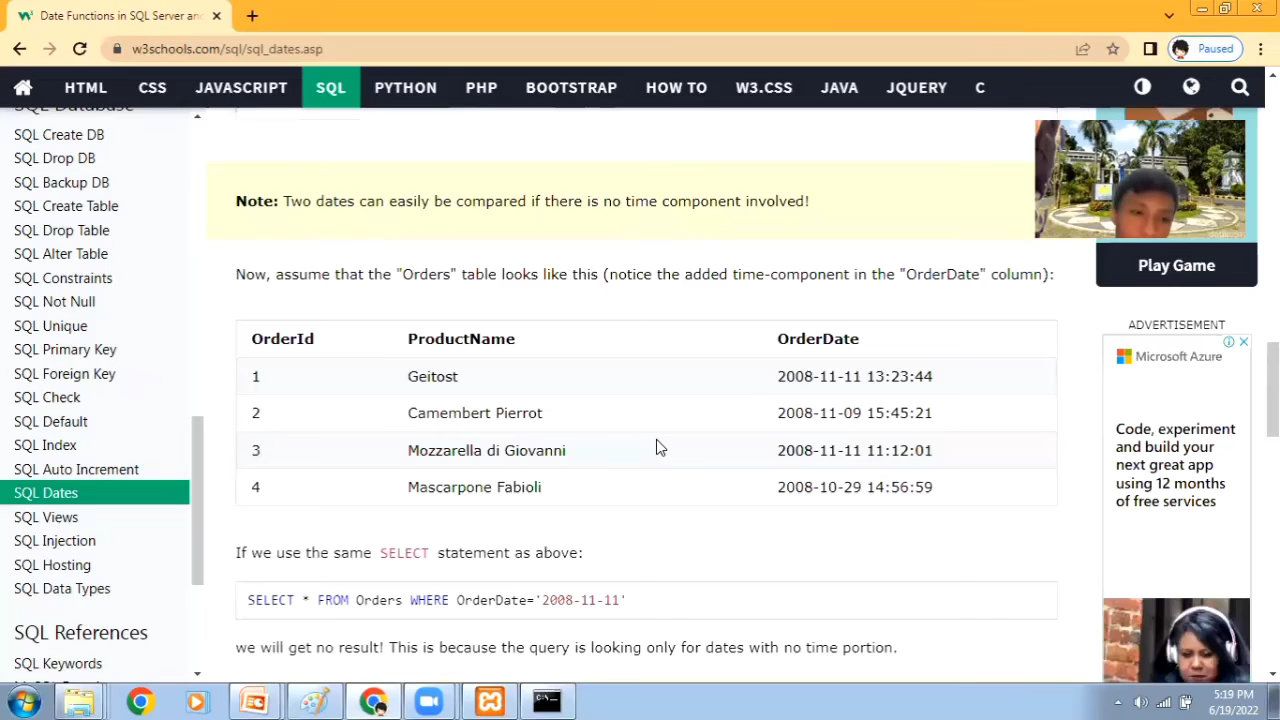 Date Functions in SQL Server and
w3schools.com/sql/sql_dates.asp
Paused
HTML CSS JAVASCRIPT SQL PYTHON PHP BOOTSTRAP HOW TO W3.CSS JAVA JQUERY C
SQL Database
SQL Create DB
SQL Drop DB
SQL Backup DB
SQL Create Table
SQL Drop Table
SQL Alter Table
SQL Constraints
SQL Not Null
SQL Unique
SQL Primary Key
SQL Foreign Key
SQL Check
SQL Default
SQL Index
SQL Auto Increment
SQL Dates
SQL Views
SQL Injection
SQL Hosting
SQL Data Types
SQL References
SQL Keywords
Note: Two dates can easily be compared if there is no time component involved!
Now, assume that the "Orders" table looks like this (notice the added time-component in the "OrderDate" column):
OrderId ProductName OrderDate
1 Geitost 2008-11-11 13:23:44
2 Camembert Pierrot 2008-11-09 15:45:21
3 Mozzarella di Giovanni 2008-11-11 11:12:01
4 Mascarpone Fabioli 2008-10-29 14:56:59
If we use the same SELECT statement as above:
SELECT * FROM Orders WHERE OrderDate='2008-11-11'
we will get no result! This is because the query is looking only for dates with no time portion.
Play Game
ADVERTISEMENT
Microsoft Azure
Code, experiment
and build your
next great app
using 12 months
of free services
5:19 PM
6/19/2022